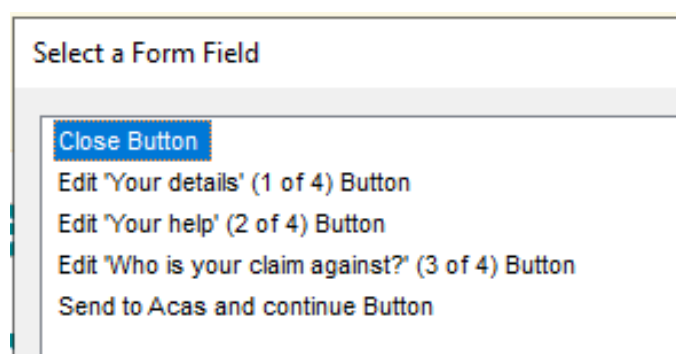 Select a Form Field
Close Button
Edit 'Your details' (1 of 4) Button
Edit 'Your help' (2 of 4) Button
Edit 'Who is your claim against?' (3 of 4) Button
Send to Acas and continue Button